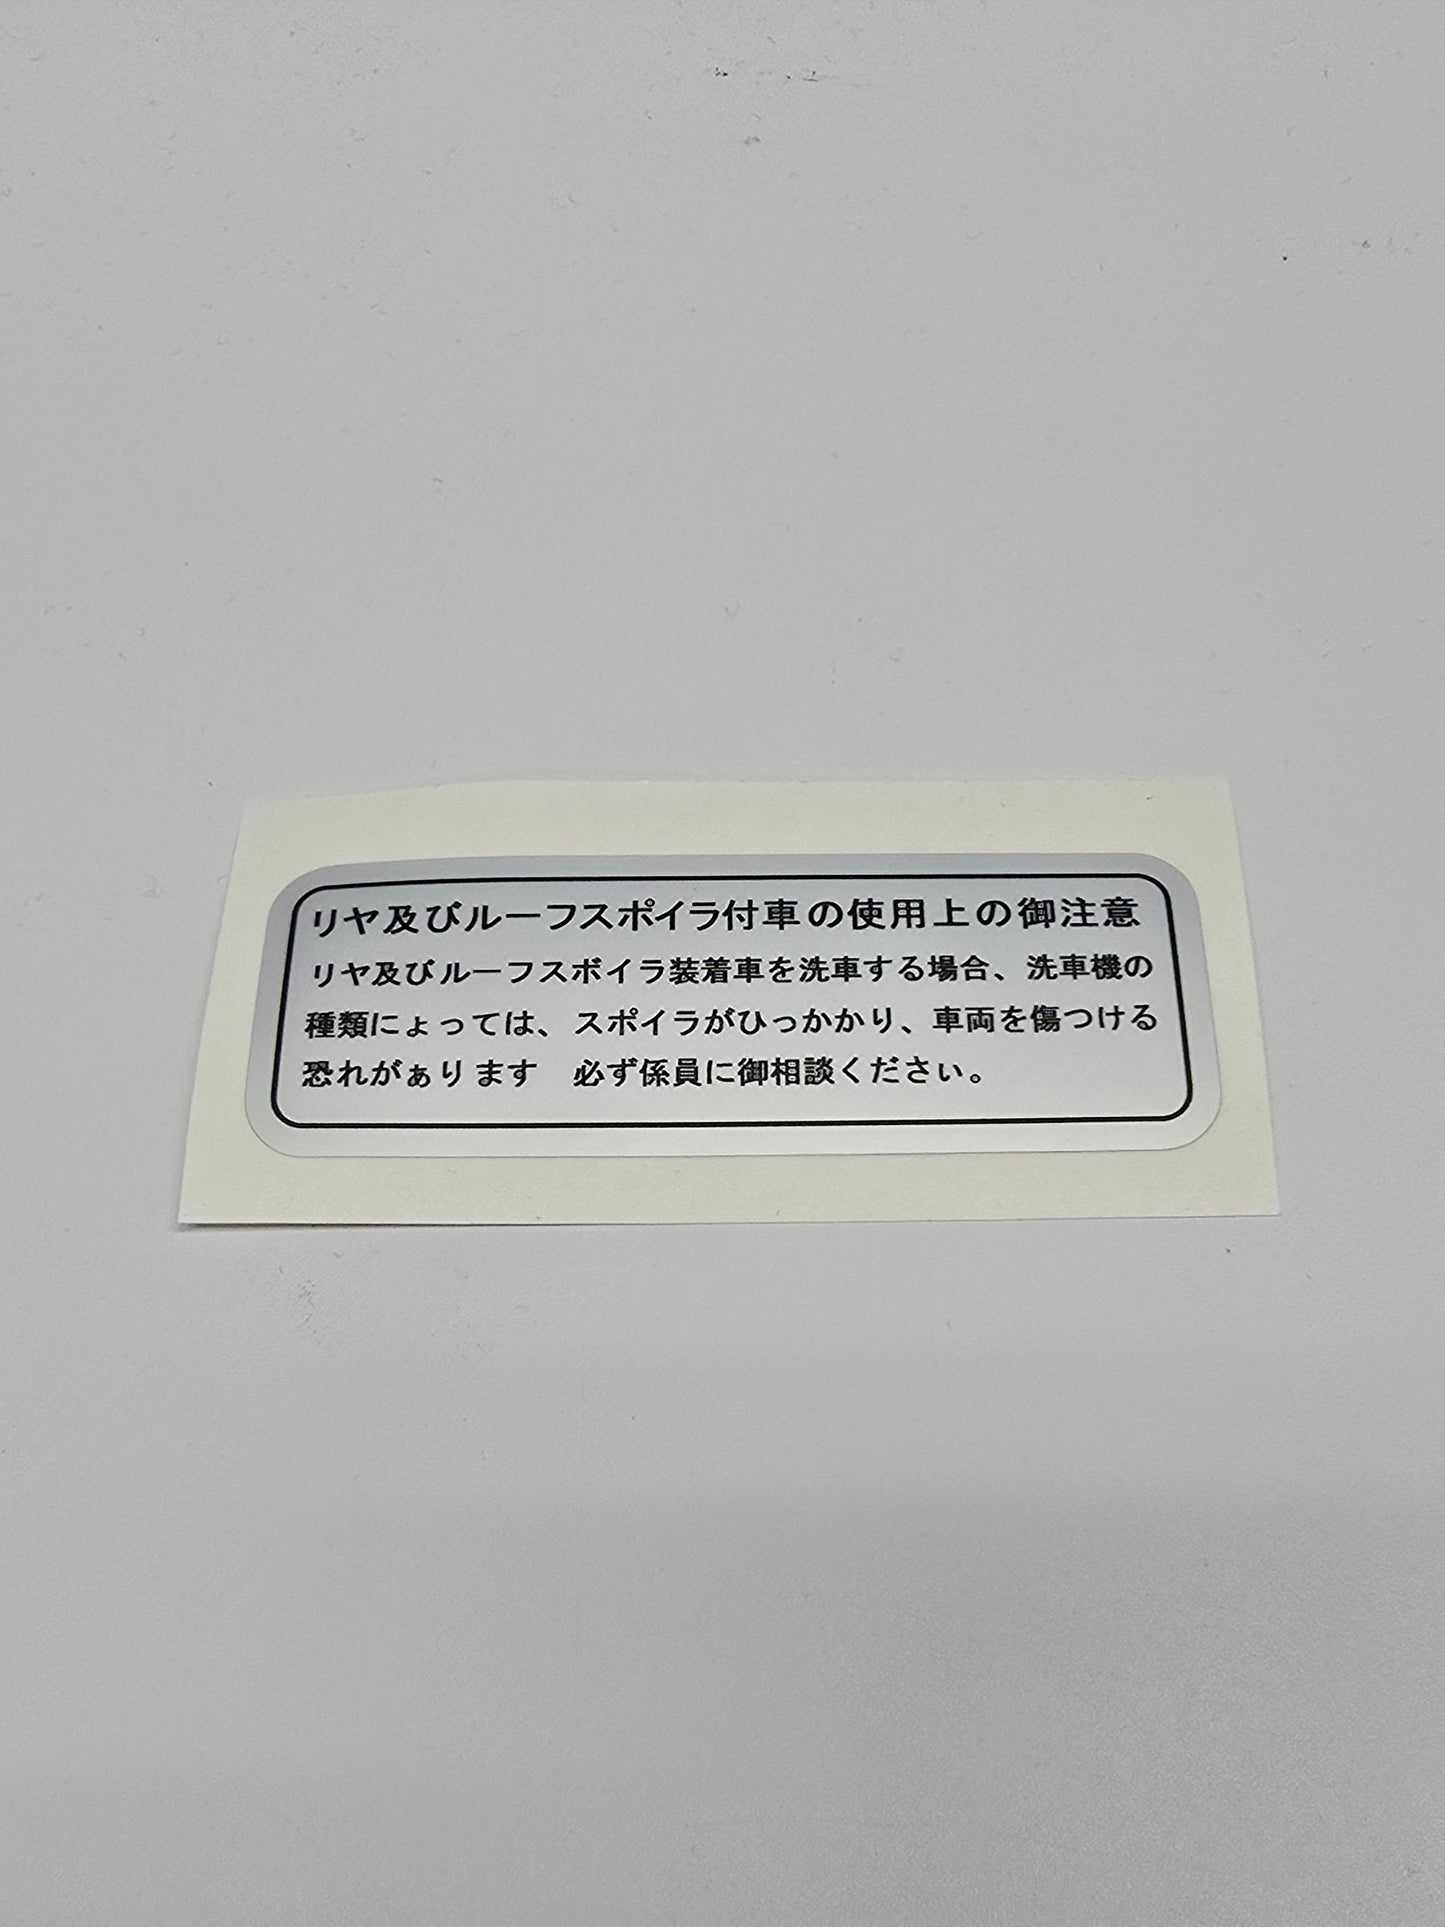 リヤ及びルーフスポイラ付車の使用上の御注意
リヤ及びルーフスボイラ装着車を洗車する場合、洗車機の
種類にょっては、スポイラがひっかかり、車両を傷つける
恐れがぁります　必ず係員に御相談くださぃ。